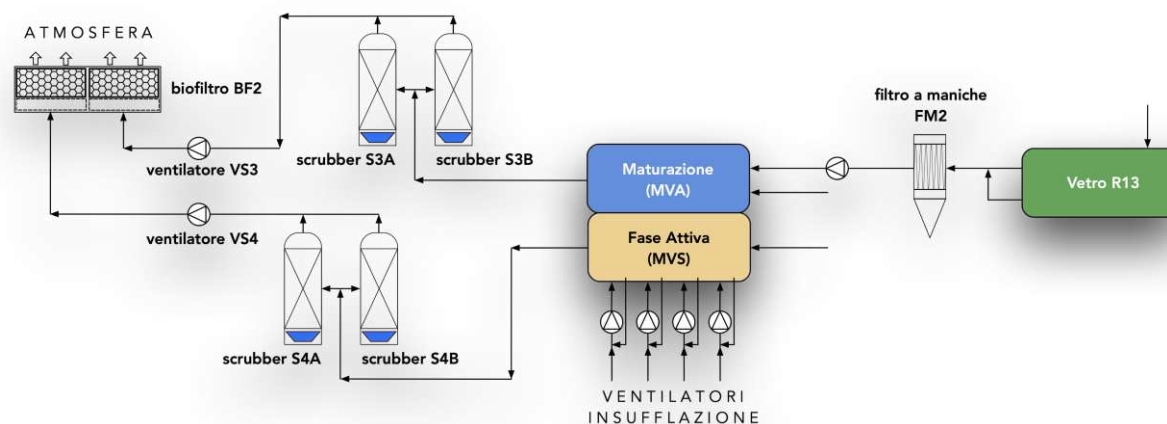 ATMOSFERA
biofiltro BF2
ventilatore VS3
scrubber S3A
scrubber S3B
filtro a maniche
FM2
Maturazione
(MVA)
Vetro R13
ventilatore VS4
Fase Attiva
(MVS)
scrubber S4A
scrubber S4B
VENTILATORI
INSUFFLAZIONE